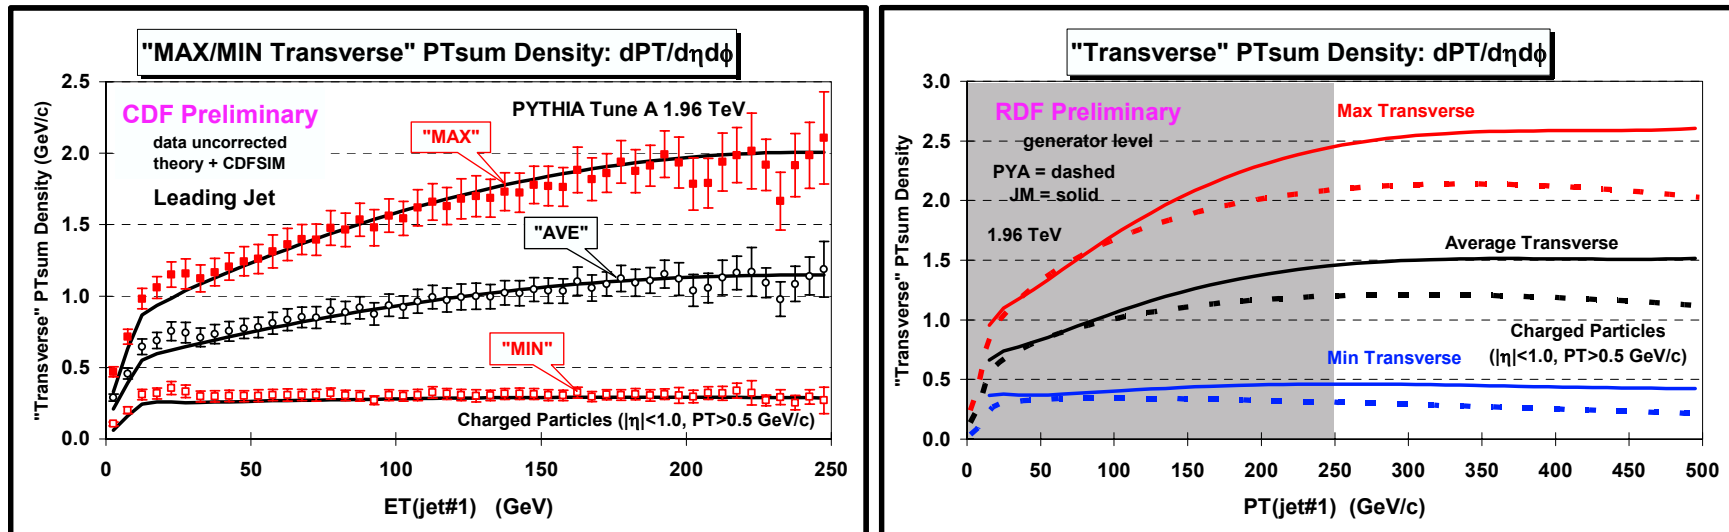 "MAX/MIN Transverse" PTsum Density: dPT/dηdϕ
"Transverse" PTsum Density (GeV/c)
2.5
2.0
1.5
1.0
0.5
0.0
CDF Preliminary
data uncorrected
theory + CDFSIM
Leading Jet
PYTHIA Tune A 1.96 TeV
"MAX"
"AVE"
"MIN"
Charged Particles (|η|<1.0, PT>0.5 GeV/c)
0 50 100 150 200 250
ET(jet#1) (GeV)
"Transverse" PTsum Density: dPT/dηdϕ
"Transverse" PTsum Density
3.0
2.5
2.0
1.5
1.0
0.5
0.0
RDF Preliminary
generator level
PYA = dashed
JM = solid
1.96 TeV
Max Transverse
Average Transverse
Charged Particles
(|η|<1.0, PT>0.5 GeV/c)
Min Transverse
0 50 100 150 200 250 300 350 400 450 500
PT(jet#1) (GeV/c)